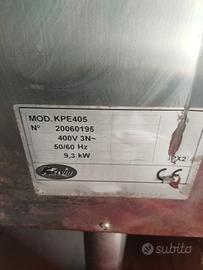 MOD. KPE405
N° 20060195
400V 3N~
50/60 Hz
9,3 kW
IPX2
CE
subito